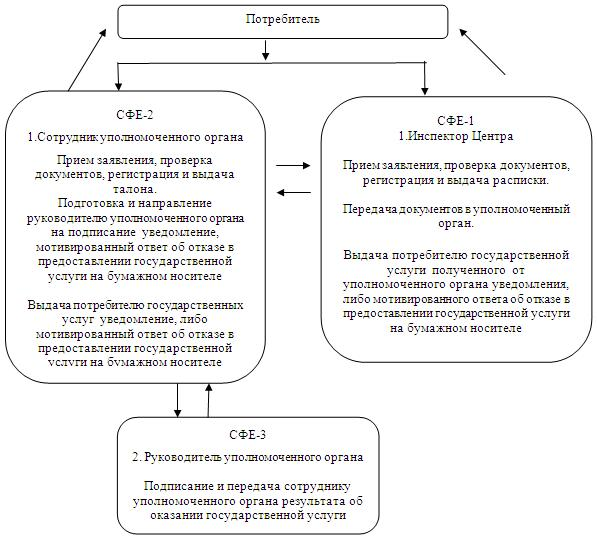 Потребитель
СФЕ-2
1.Сотрудник уполномоченного органа
Прием заявления, проверка
документов, регистрация и выдача
талона.
Подготовка и направление
руководителю уполномоченного органа
на подписание уведомление,
мотивированный ответ об отказе в
предоставлении государственной
услуги на бумажном носителе
Выдача потребителю государственных
услуг уведомление, либо
мотивированный ответ об отказе в
предоставлении государственной
услуги на бумажном носителе
СФЕ-1
1.Инспектор Центра
Прием заявления, проверка документов,
регистрация и выдача расписки.
Передача документов в уполномоченный
орган.
Выдача потребителю государственной
услуги полученного от
уполномоченного органа уведомления,
либо мотивированного ответа об отказе в
предоставлении государственной услуги
на бумажном носителе
СФЕ-3
2. Руководитель уполномоченного органа
Подписание и передача сотруднику
уполномоченного органа результата об
оказании государственной услуги